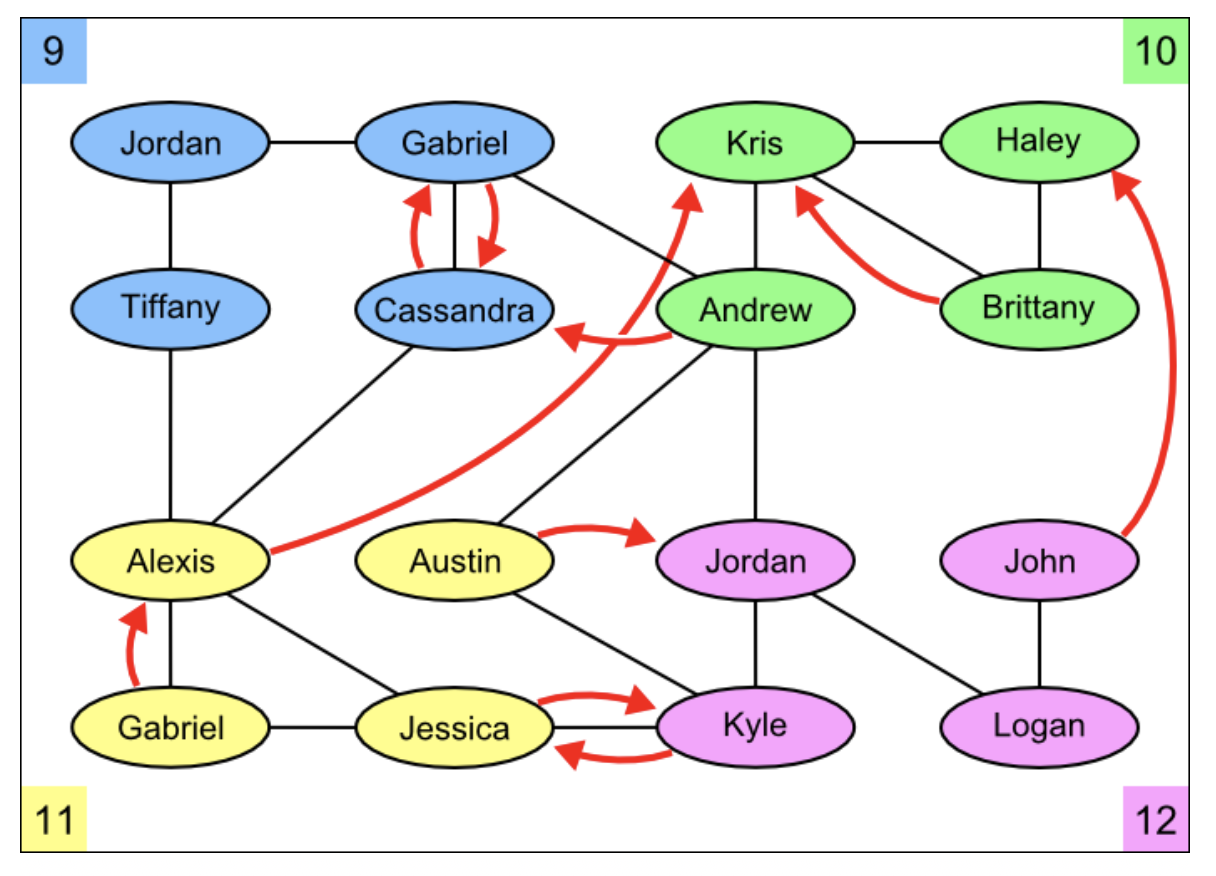 9
10
Jordan
Gabriel
Kris
Haley
Tiffany
Cassandra
Andrew
Brittany
Alexis
Austin
Jordan
John
Gabriel
Jessica
Kyle
Logan
11
12